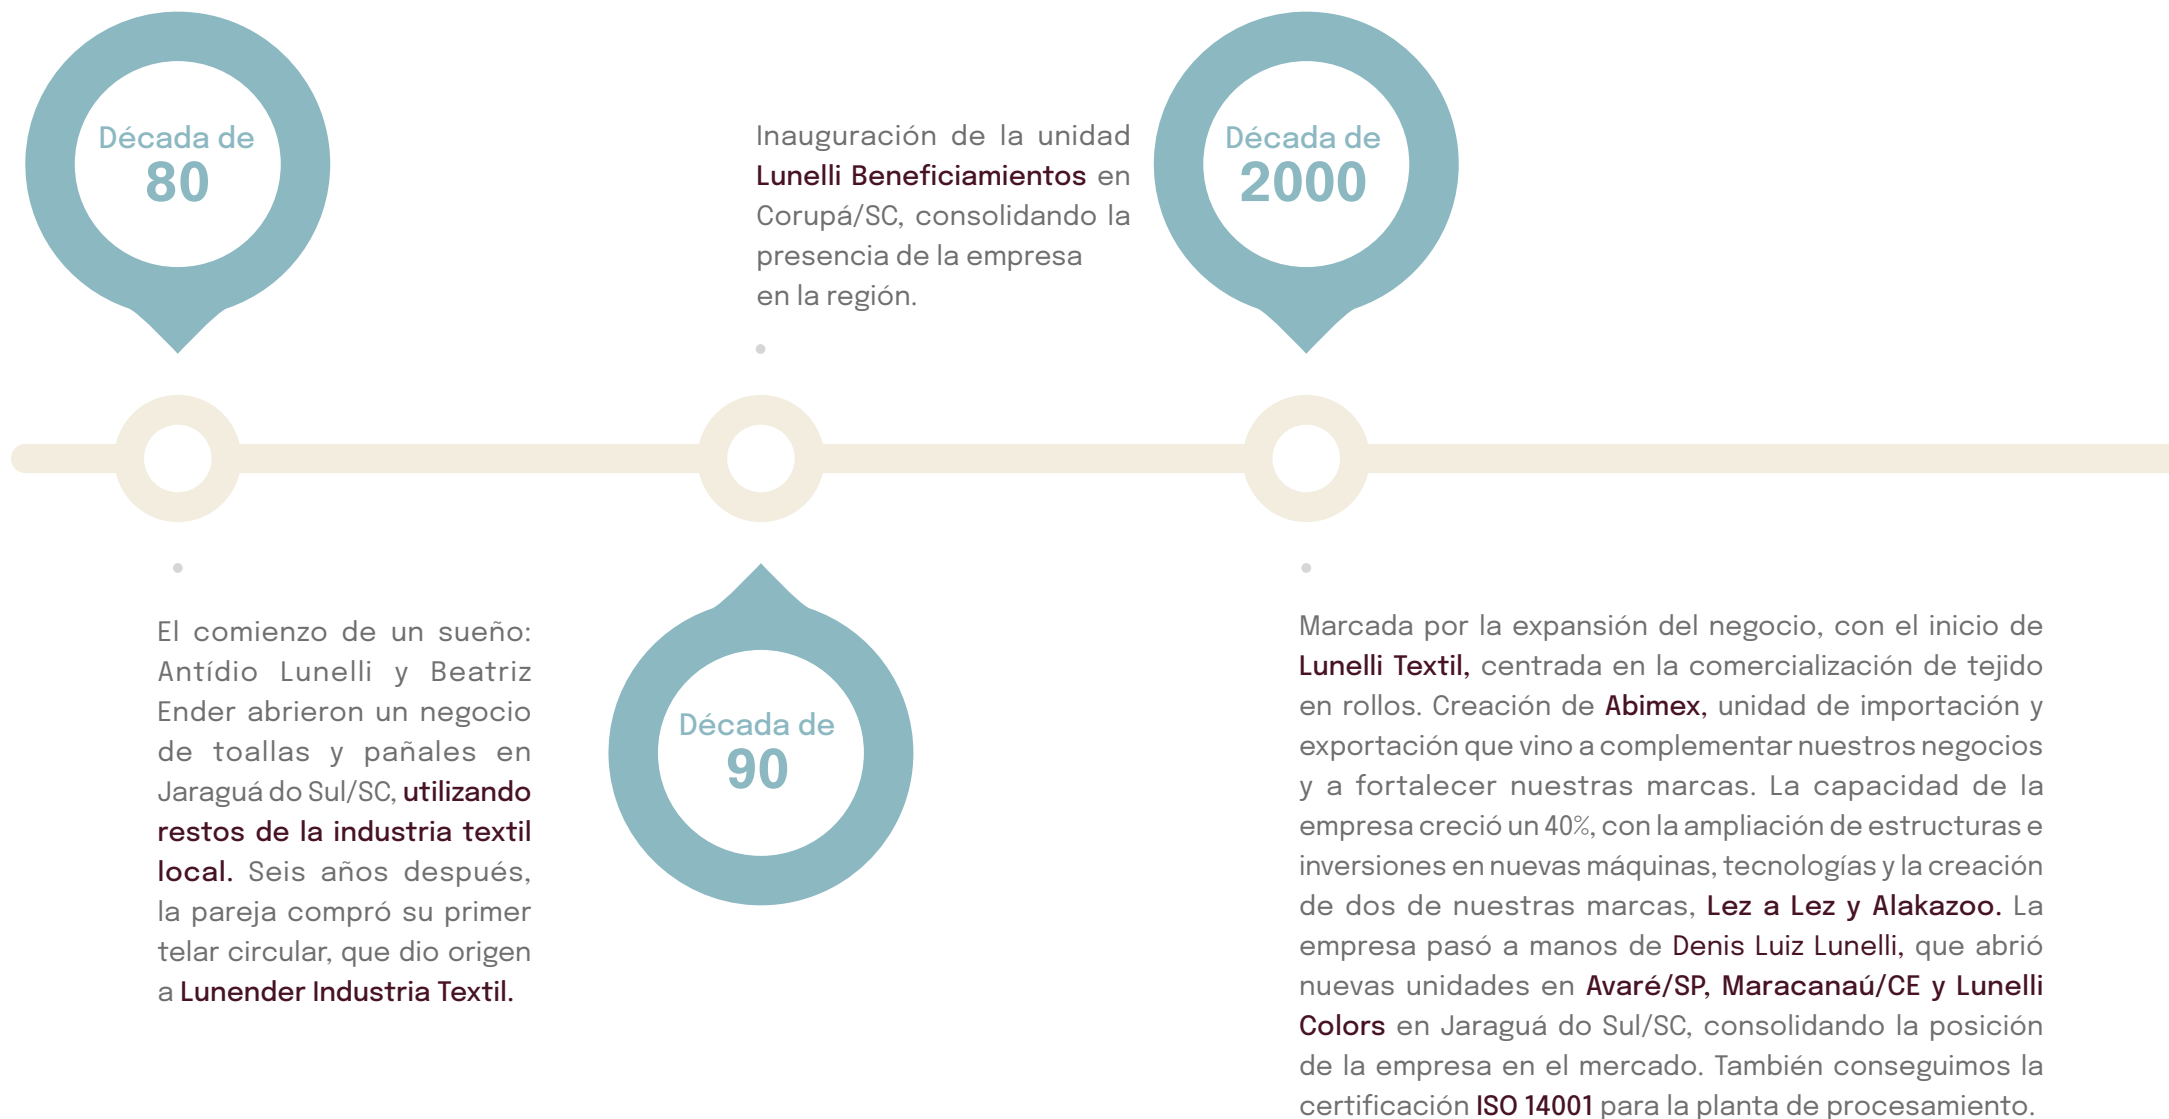 Década de
80
El comienzo de un sueño:
Antídio Lunelli y Beatriz
Ender abrieron un negocio
de toallas y pañales en
Jaraguá do Sul/SC, utilizando
restos de la industria textil
local. Seis años después,
la pareja compró su primer
telar circular, que dio origen
a Lunender Industria Textil.
Inauguración de la unidad
Lunelli Beneficiamientos en
Corupá/SC, consolidando la
presencia de la empresa
en la región.
Década de
90
Década de
2000
Marcada por la expansión del negocio, con el inicio de
Lunelli Textil, centrada en la comercialización de tejido
en rollos. Creación de Abimex, unidad de importación y
exportación que vino a complementar nuestros negocios
y a fortalecer nuestras marcas. La capacidad de la
empresa creció un 40%, con la ampliación de estructuras e
inversiones en nuevas máquinas, tecnologías y la creación
de dos de nuestras marcas, Lez a Lez y Alakazoo. La
empresa pasó a manos de Denis Luiz Lunelli, que abrió
nuevas unidades en Avaré/SP, Maracanaú/CE y Lunelli
Colors en Jaraguá do Sul/SC, consolidando la posición
de la empresa en el mercado. También conseguimos la
certificación ISO 14001 para la planta de procesamiento.